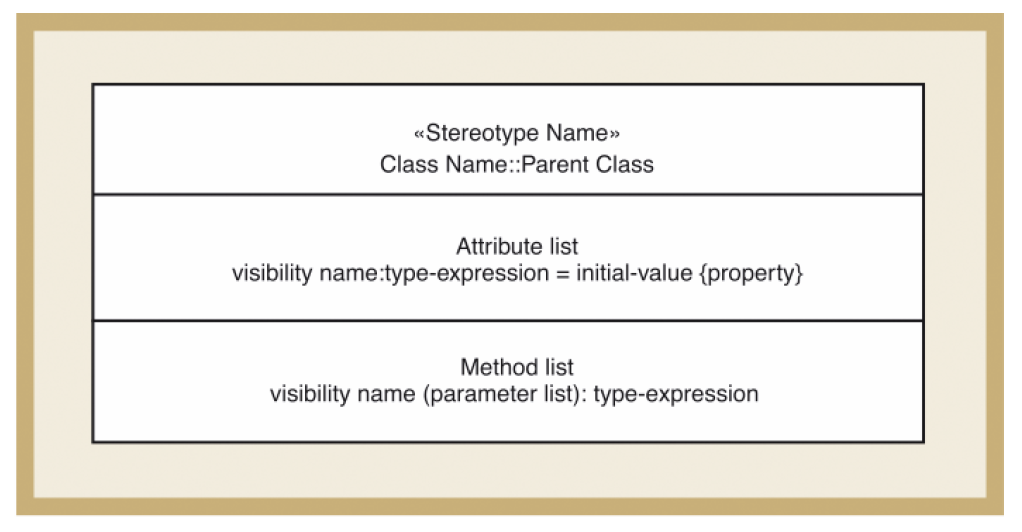 «Stereotype Name»
Class Name::Parent Class
Attribute list
visibility name:type-expression = initial-value {property}
Method list
visibility name (parameter list): type-expression